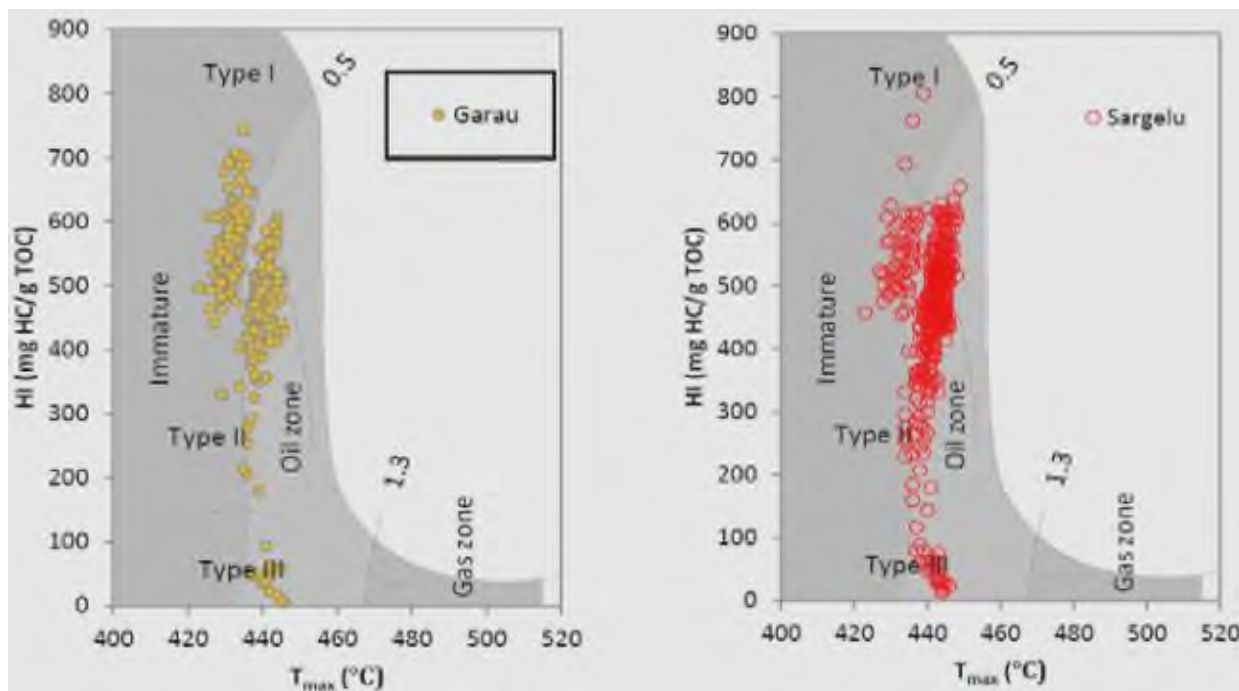 900
800
700
600
500
400
300
200
100
0
HI (mg HC/g TOC)
400 420 440 460 480 500 520
Tmax (°C)
Type I
0.5
Garau
Immature
Type II
Oil zone
1.3
Type III
Gas zone
900
800
700
600
500
400
300
200
100
0
HI (mg HC/g TOC)
400 420 440 460 480 500 520
Tmax (°C)
Type I
0.5
Sargelu
Immature
Type II
Oil zone
1.3
Type III
Gas zone